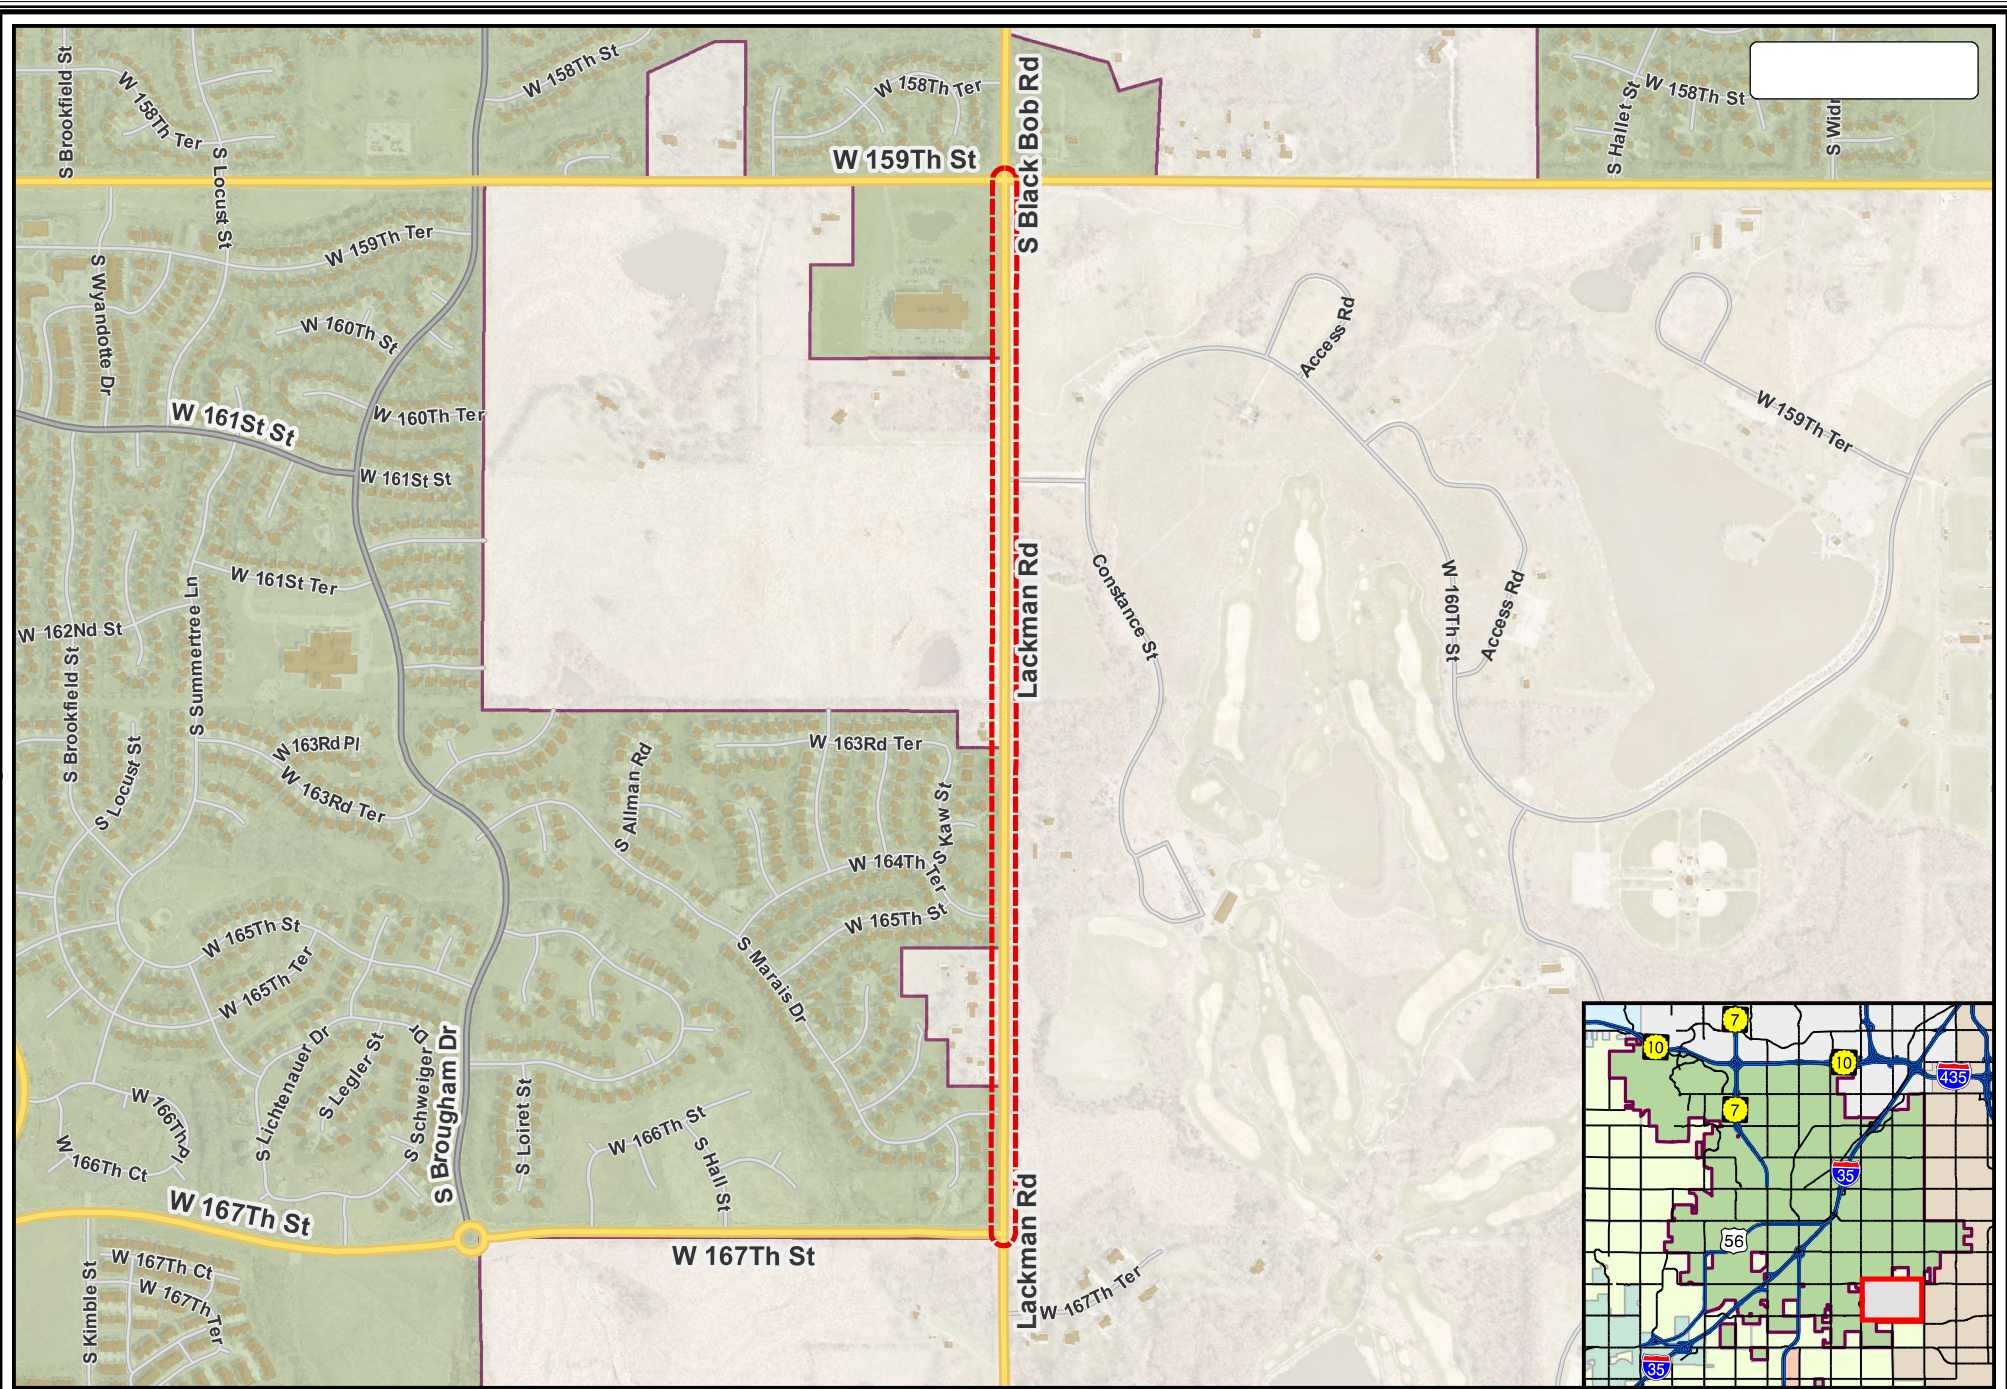 S Brookfield St
W 158Th Ter
S Locust St
W 158Th St
W 158Th Ter
S Black Bob Rd
W 159Th St
S Hallet St
W 158Th St
S Widr
S Wyandotte Dr
W 159Th Ter
W 160Th St
Access Rd
W 161St St
W 160Th Ter
W 161St St
W 159Th Ter
W 161St Ter
S Summertree Ln
W 162Nd St
Lackman Rd
Constance St
W 160Th St
Access Rd
S Brookfield St
S Locust St
W 163Rd Pl
W 163Rd Ter
S Allman Rd
W 163Rd Ter
S Kaw St
W 164Th Ter
W 165Th St
W 165Th St
W 165Th Ter
S Marais Dr
S Lichtenauer Dr
S Legler St
S Schweiger Dr
S Brougham Dr
S Loiret St
W 166Th Pl
W 166Th Ct
W 166Th St
S Hall St
W 167Th St
W 167Th St
Lackman Rd
W 167Th Ter
S Kimble St
W 167Th Ct
W 167Th Ter
7
10
10
435
7
35
56
35